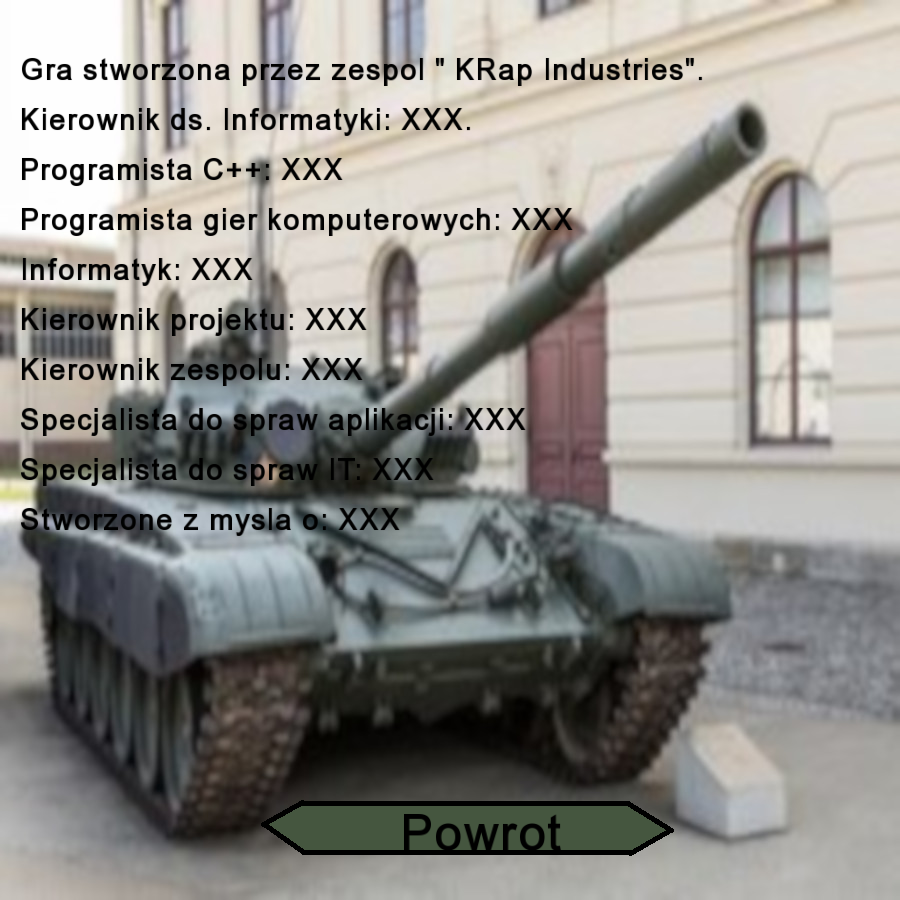 Gra stworzona przez zespol " KRap Industries".
Kierownik ds. Informatyki: XXX.
Programista C++: XXX
Programista gier komputerowych: XXX
Informatyk: XXX
Kierownik projektu: XXX
Kierownik zespolu: XXX
Specjalista do spraw aplikacji: XXX
Specjalista do spraw IT: XXX
Stworzone z mysla o: XXX
Powrot